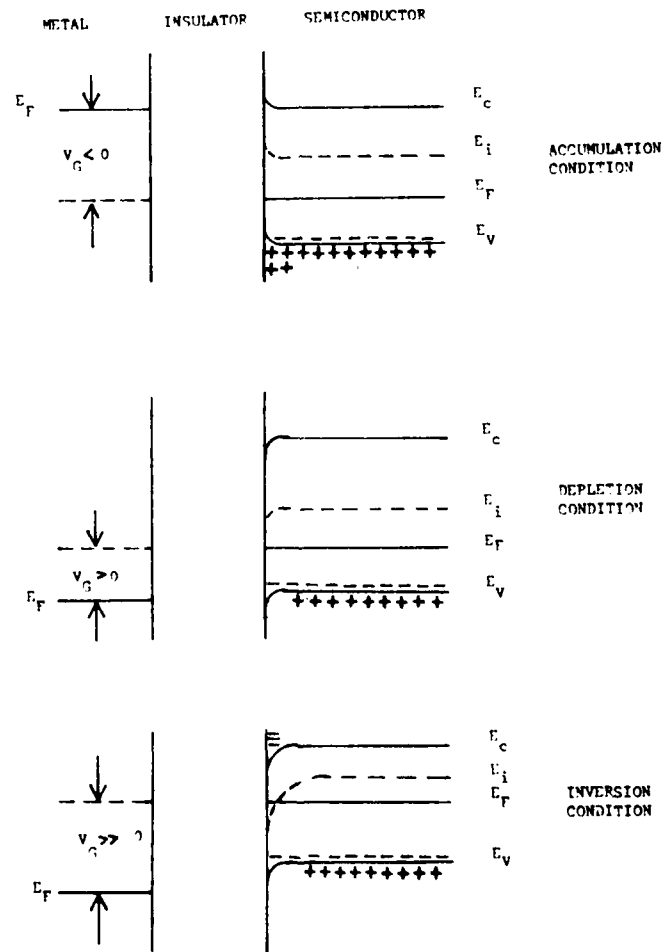 METAL INSULATOR SEMICONDUCTOR
E_F E_c
V_G < 0 E_i ACCUMULATION
E_F CONDITION
E_V
+ + + + + + + + + + +
+ +
E_c
E_i DEPLETION
CONDITION
E_F
V_G > 0 E_V
E_F + + + + + + + + +
E_c
E_i
E_F INVERSION
CONDITION
V_G >> 0
E_V
E_F + + + + + + + + +